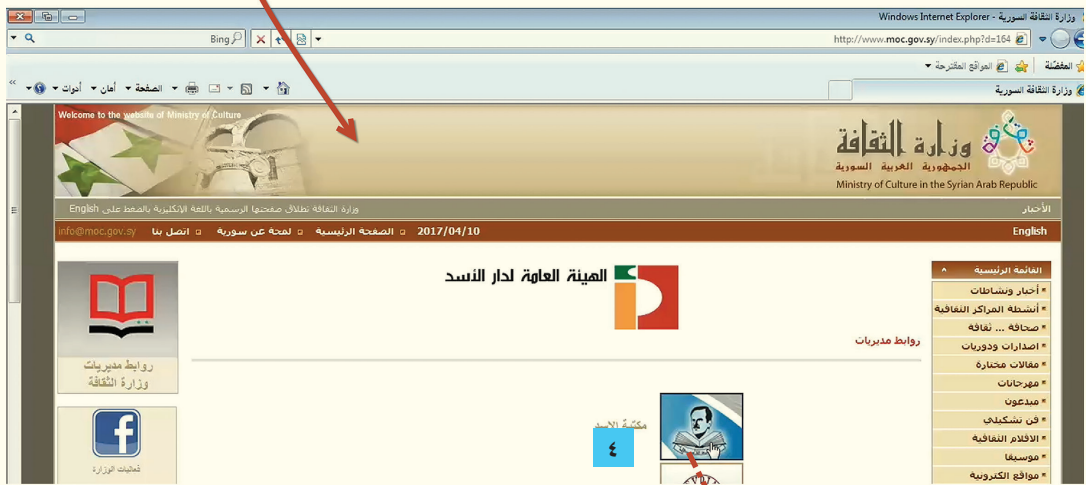 وزارة الثقافة السورية - Windows Internet Explorer
http://www.moc.gov.sy/index.php?d=164
Bing
المفضلة
المواقع المقترحة
وزارة الثقافة السورية
الصفحة
أمان
أدوات
Welcome to the website of Ministry of Culture
وزارة الثقافة
الجمهورية العربية السورية
Ministry of Culture in the Syrian Arab Republic
الأخبار
وزارة الثقافة تطلاق صفحتها الرسمية باللغة الإنكليزية بالضغط على English
English
2017/04/10
الصفحة الرئيسية
لمحة عن سورية
اتصل بنا
info@moc.gov.sy
القائمة الرئيسية
أخبار ونشاطات
أنشطة المراكز الثقافية
صحافة ... ثقافة
اصدارات ودوريات
مقالات مختارة
مهرجانات
مبدعون
فن تشكيلي
الافلام الثقافية
موسيقا
مواقع الكترونية
الهيئة العامة لدار الأسد
روابط مديريات
مكتبة الاسد
٤
روابط مديريات
وزارة الثقافة
فعاليات الوزارة